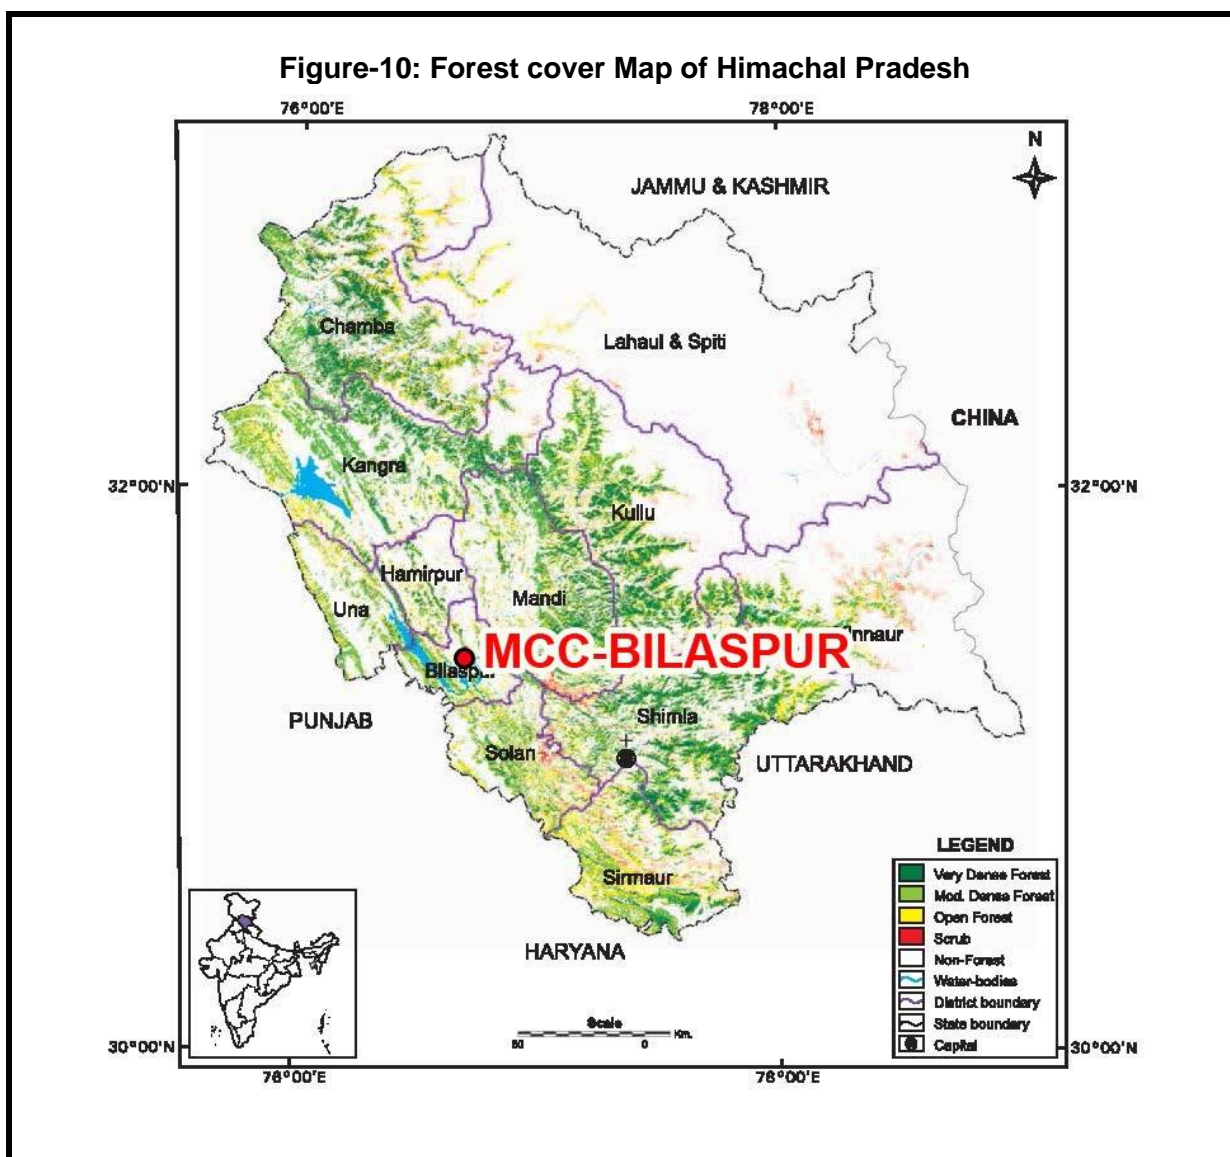 Figure-10: Forest cover Map of Himachal Pradesh
76°00'E
78°00'E
N
JAMMU & KASHMIR
Chamba
Lahaul & Spiti
CHINA
Kangra
32°00'N
32°00'N
Kullu
Hamirpur
Mandi
Una
innaur
MCC-BILASPUR
Bilaspur
PUNJAB
Shimla
Solan
UTTARAKHAND
Sirmaur
HARYANA
LEGEND
Very Dense Forest
Mod. Dense Forest
Open Forest
Scrub
Non-Forest
Water-bodies
District boundary
State boundary
Capital
Scale
Km.
0
30°00'N
30°00'N
76°00'E
78°00'E